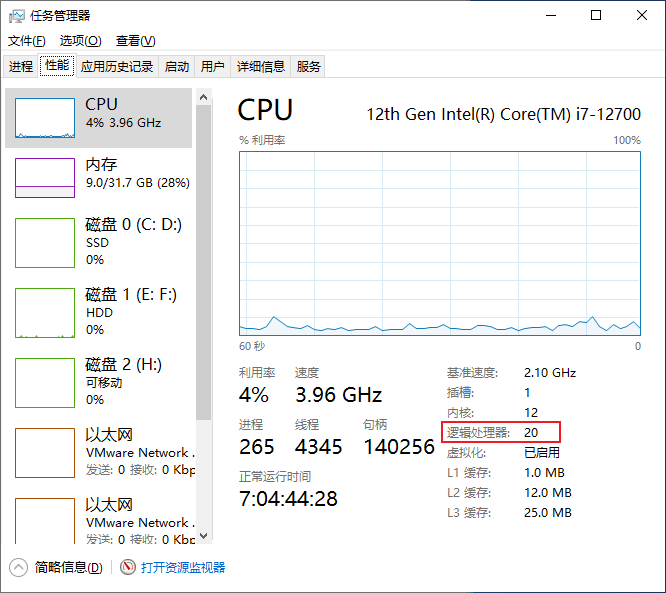 任务管理器
文件(F) 选项(O) 查看(V)
进程 性能 应用历史记录 启动 用户 详细信息 服务
CPU
4% 3.96 GHz
内存
9.0/31.7 GB (28%)
磁盘 0 (C: D:)
SSD
0%
磁盘 1 (E: F:)
HDD
0%
磁盘 2 (H:)
可移动
0%
以太网
VMware Network .
发送: 0 接收: 0 Kbp
以太网
VMware Network .
发送: 0 接收: 0 Kbp
CPU 12th Gen Intel(R) Core(TM) i7-12700
% 利用率 100%
60 秒 0
利用率 速度
4% 3.96 GHz
进程 线程 句柄
265 4345 140256
正常运行时间
7:04:44:28
基准速度: 2.10 GHz
插槽: 1
内核: 12
逻辑处理器: 20
虚拟化: 已启用
L1 缓存: 1.0 MB
L2 缓存: 12.0 MB
L3 缓存: 25.0 MB
简略信息(D) 打开资源监视器